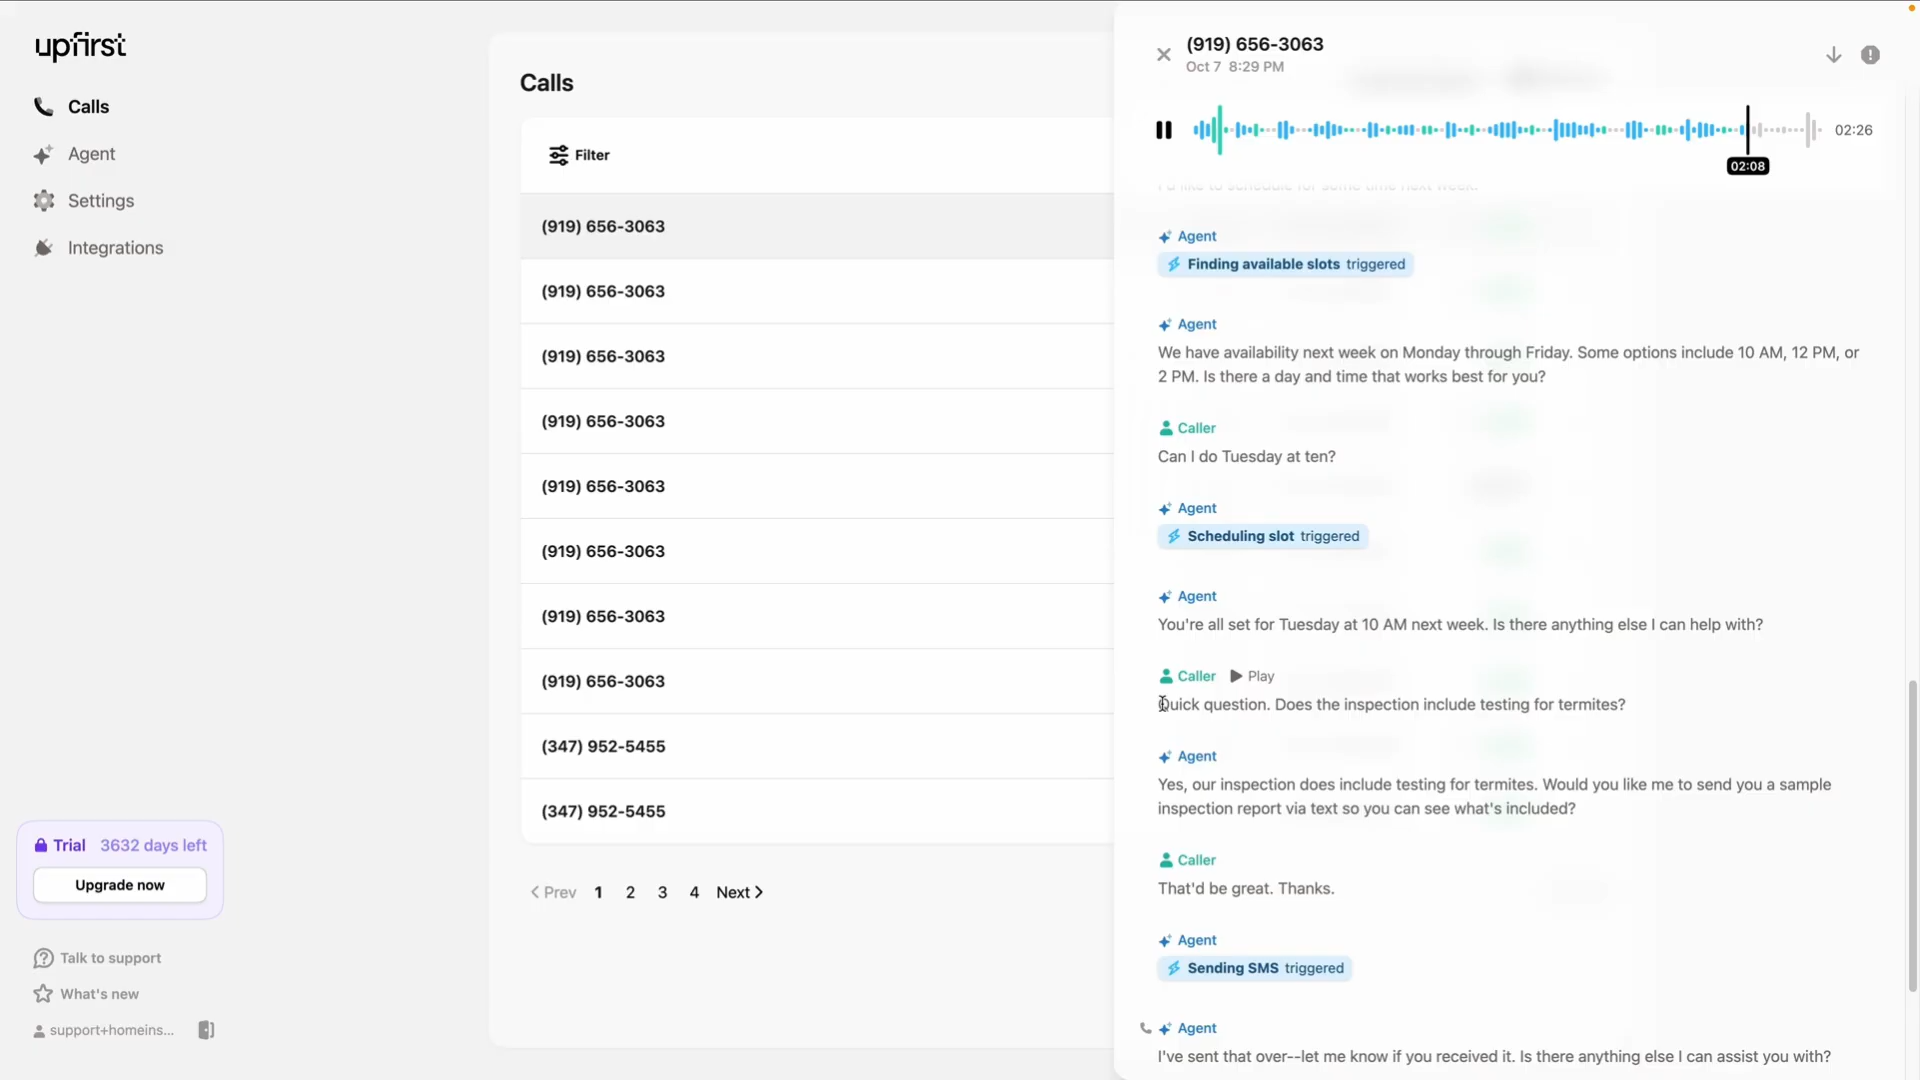 upfirst
Calls
Agent
Settings
Integrations
Trial 3632 days left
Upgrade now
Talk to support
What's new
support+homeins...
Calls
Filter
(919) 656-3063
(919) 656-3063
(919) 656-3063
(919) 656-3063
(919) 656-3063
(919) 656-3063
(919) 656-3063
(919) 656-3063
(347) 952-5455
(347) 952-5455
Prev 1 2 3 4 Next
(919) 656-3063
Oct 7 8:29 PM
02:26
02:08
I'd like to schedule for some time next week.
Agent
Finding available slots triggered
Agent
We have availability next week on Monday through Friday. Some options include 10 AM, 12 PM, or
2 PM. Is there a day and time that works best for you?
Caller
Can I do Tuesday at ten?
Agent
Scheduling slot triggered
Agent
You're all set for Tuesday at 10 AM next week. Is there anything else I can help with?
Caller Play
Quick question. Does the inspection include testing for termites?
Agent
Yes, our inspection does include testing for termites. Would you like me to send you a sample
inspection report via text so you can see what's included?
Caller
That'd be great. Thanks.
Agent
Sending SMS triggered
Agent
I've sent that over--let me know if you received it. Is there anything else I can assist you with?